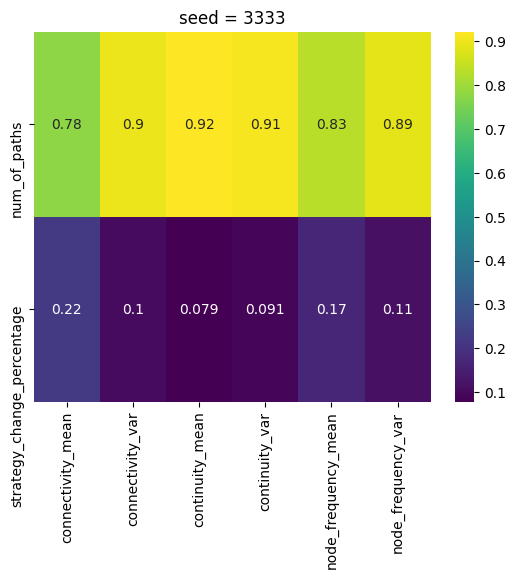 seed = 3333
num_of_paths
0.78 0.9 0.92 0.91 0.83 0.89
strategy_change_percentage
0.22 0.1 0.079 0.091 0.17 0.11
connectivity_mean
connectivity_var
continuity_mean
continuity_var
node_frequency_mean
node_frequency_var
0.9
0.8
0.7
0.6
0.5
0.4
0.3
0.2
0.1